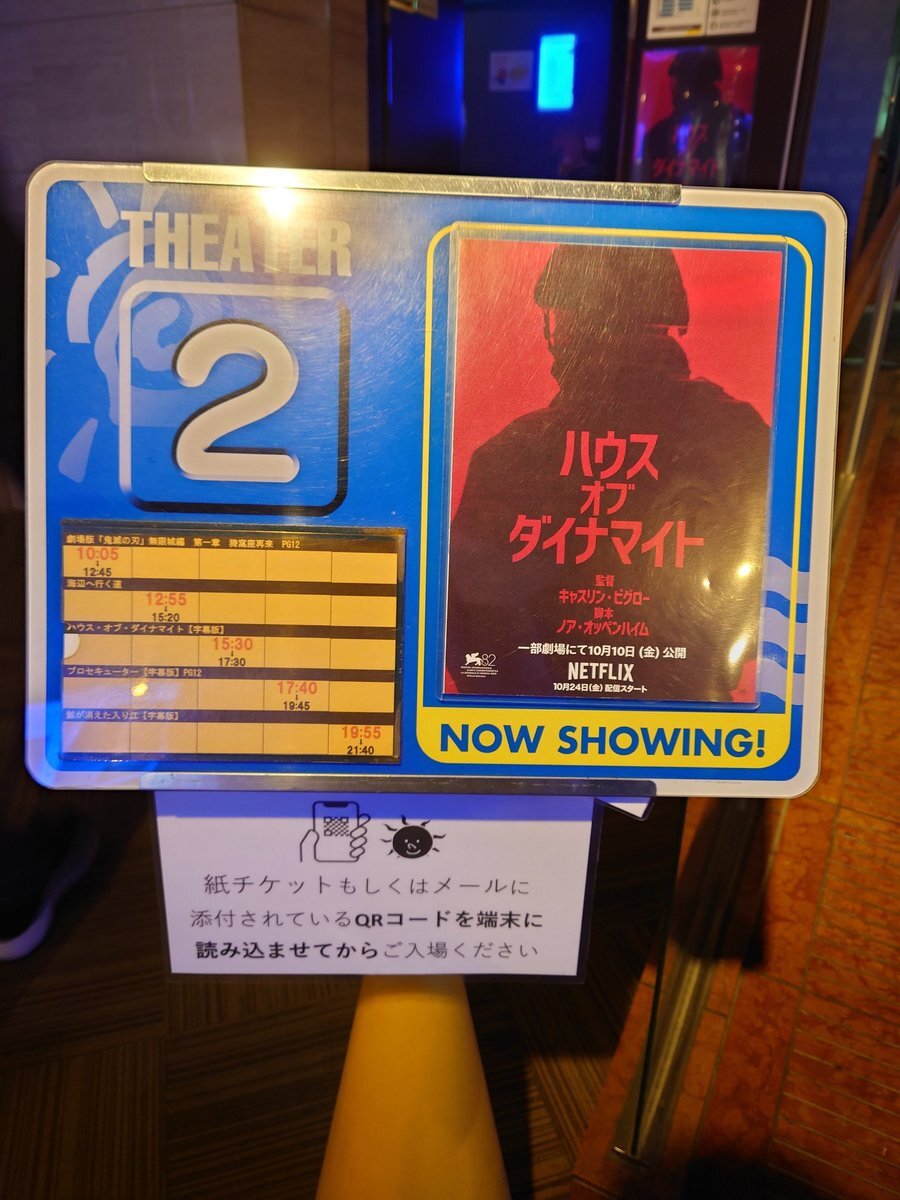 THEATER
2
劇場版「鬼滅の刃」無限城編 第一章 猗窩座再来 PG12
10:05
12:45
海辺へ行く道
12:55
15:20
ハウス・オブ・ダイナマイト【字幕版】
15:30
17:30
プロセキューター【字幕版】PG12
17:40
19:45
鯨が消えた入り江【字幕版】
19:55
21:40
ハウス
オブ
ダイナマイト
監督
キャスリン・ビグロー
脚本
ノア・オッペンハイム
一部劇場にて10月10日(金)公開
82
NETFLIX
10月24日(金)配信スタート
NOW SHOWING!
紙チケットもしくはメールに
添付されているQRコードを端末に
読み込ませてからご入場ください